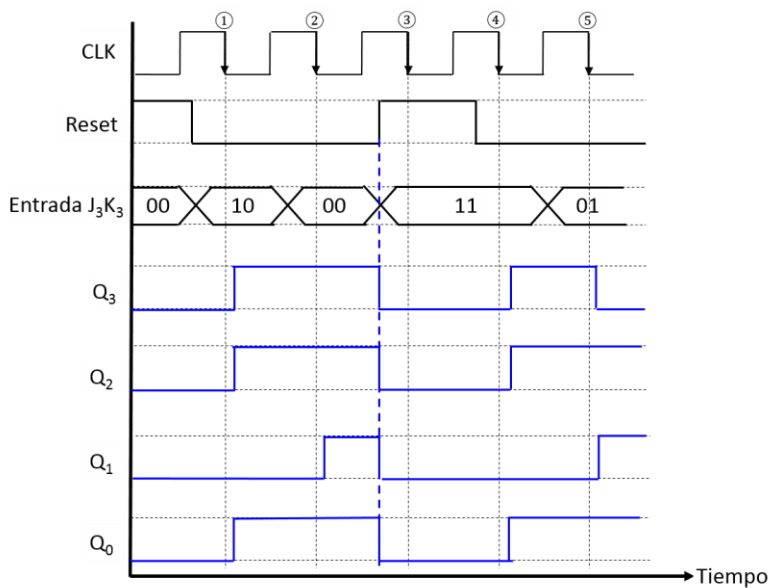 ① ② ③ ④ ⑤
CLK
Reset
Entrada J₃K₃ 00 10 00 11 01
Q₃
Q₂
Q₁
Q₀
Tiempo